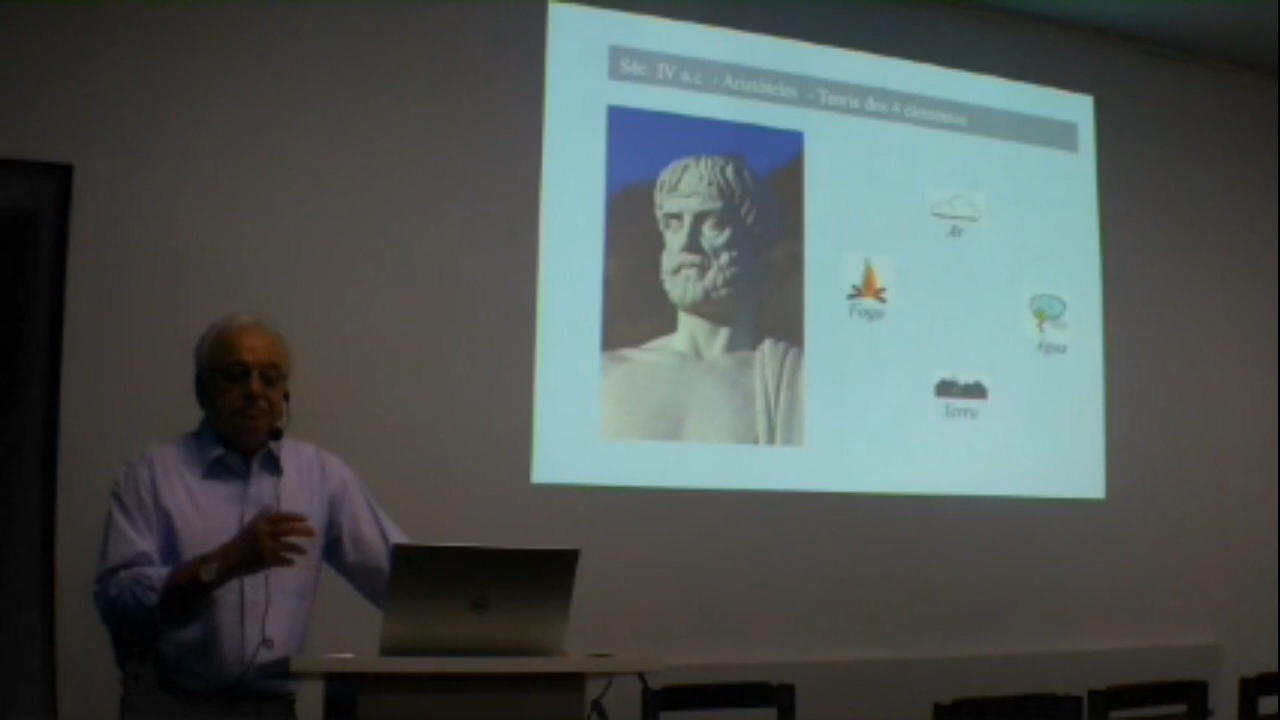 Séc. IV a.c - Aristóteles - Teoria dos 4 elementos
Ar
Fogo
Água
Terra